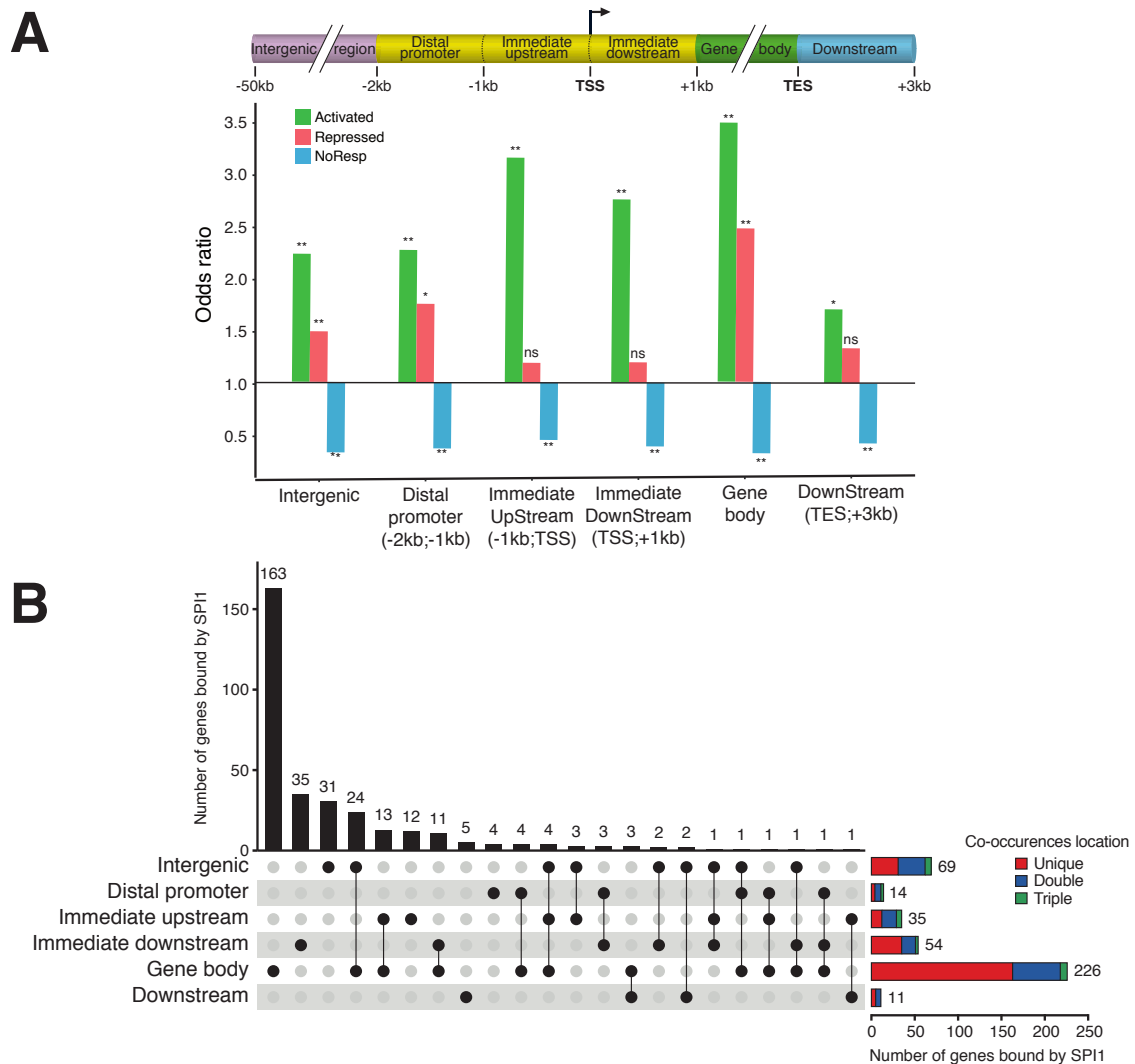 A
Intergenic region
Distal promoter
Immediate upstream
Immediate dowstream
Gene body
Downstream
-50kb -2kb -1kb TSS +1kb TES +3kb
Activated
Repressed
NoResp
Odds ratio
3.5
3.0
2.5
2.0
1.5
1.0
0.5
** ** **
** * **
** ns **
** ns **
** ** **
* ns **
Intergenic
Distal
promoter
(-2kb;-1kb)
Immediate
UpStream
(-1kb;TSS)
Immediate
DownStream
(TSS;+1kb)
Gene
body
DownStream
(TES;+3kb)
B
Number of genes bound by SPI1
150
100
50
0
163 35 31 24 13 12 11 5 4 4 4 3 3 3 2 2 1 1 1 1 1 1
Intergenic
Distal promoter
Immediate upstream
Immediate downstream
Gene body
Downstream
Co-occurences location
Unique
Double
Triple
69
14
35
54
226
11
0 50 100 150 200 250
Number of genes bound by SPI1